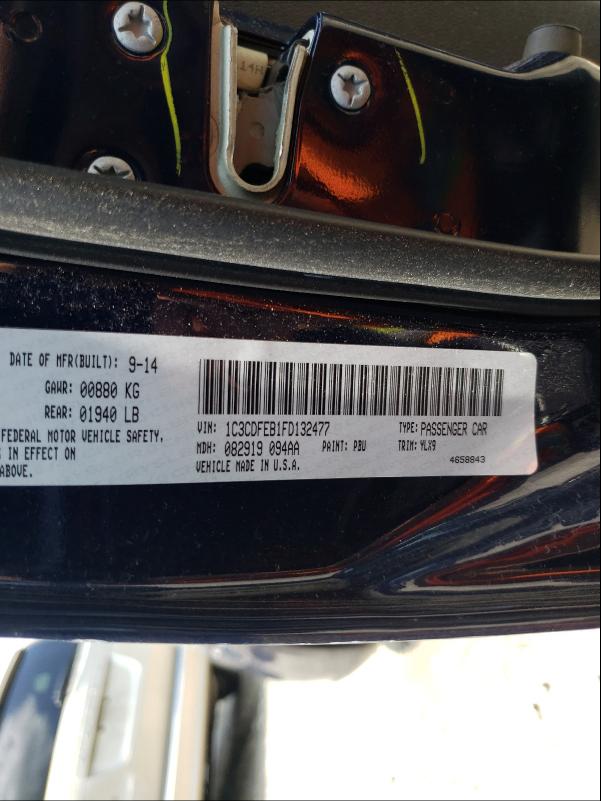 14A
DATE OF MFR(BUILT): 9-14
GAWR: 00880 KG
REAR: 01940 LB
FEDERAL MOTOR VEHICLE SAFETY,
IN EFFECT ON
ABOVE.
VIN: 1C3CDFEB1FD132477 TYPE: PASSENGER CAR
MDH: 082919 094AA PAINT: PBU TRIM: YLX9
VEHICLE MADE IN U.S.A. 4658843